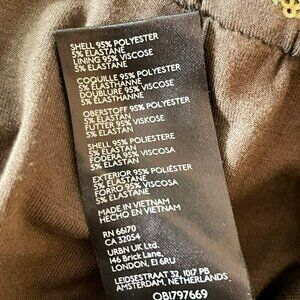 SHELL 95% POLYESTER
5% ELASTANE
LINING 95% VISCOSE
5% ELASTANE
COQUILLE 95% POLYESTER
5% ELASTHANNE
DOUBLURE 95% VISCOSE
5% ELASTHANNE
OBERSTOFF 95% POLYESTER
5% ELASTAN
FUTTER 95% VISKOSE
5% ELASTAN
SHELL 95% POLIESTERE
5% ELASTAN
FODERA 95% VISCOSA
5% ELASTAN
EXTERIOR 95% POLIÉSTER
5% ELASTANE
FORRO 95% VISCOSA
5% ELASTANE
MADE IN VIETNAM
HECHO EN VIETNAM
RN 66170
CA 32054
URBN UK Ltd.
146 Brick Lane,
LONDON, E1 6RU
LEIDSESTRAAT 32, 1017 PB
AMSTERDAM, NETHERLANDS
OB1797669